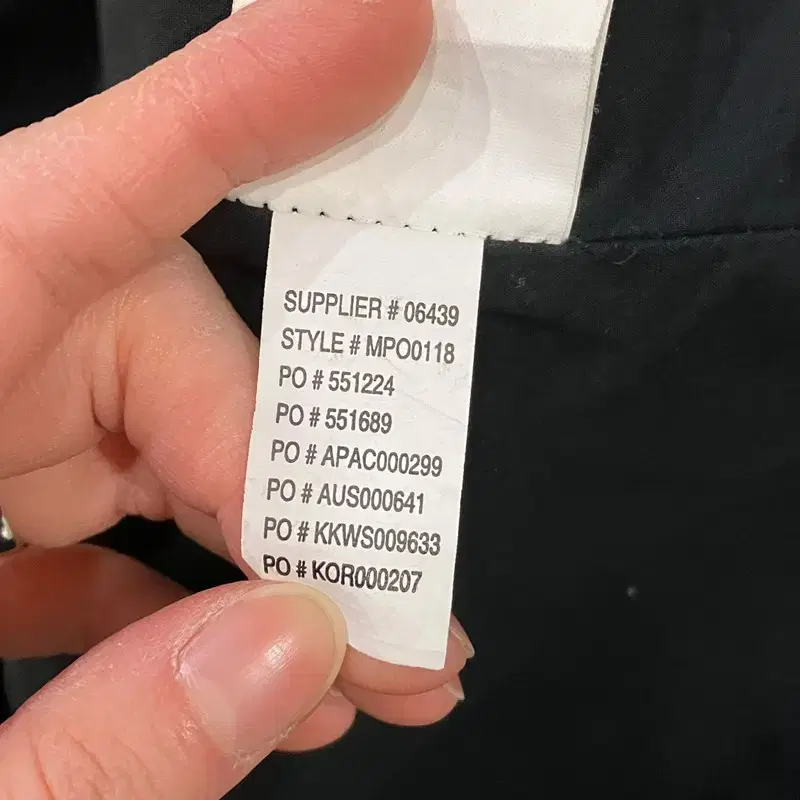 SUPPLIER # 06439
STYLE # MPO0118
PO # 551224
PO # 551689
PO # APAC000299
PO # AUS000641
PO # KKWS009633
PO # KOR000207